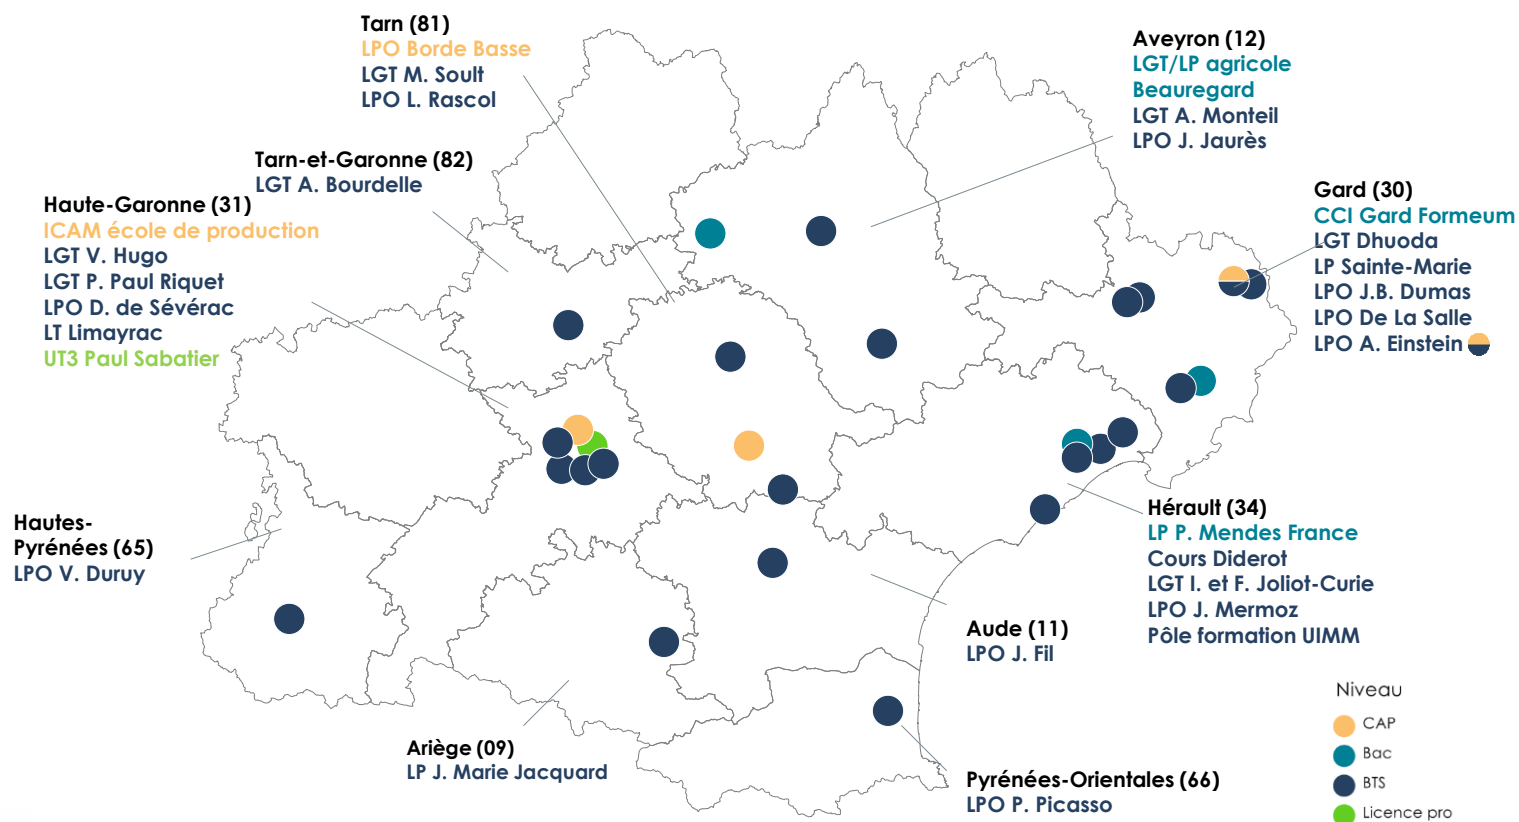 Tarn (81)
LPO Borde Basse
LGT M. Soult
LPO L. Rascol
Aveyron (12)
LGT/LP agricole
Beauregard
LGT A. Monteil
LPO J. Jaurès
Tarn-et-Garonne (82)
LGT A. Bourdelle
Haute-Garonne (31)
ICAM école de production
LGT V. Hugo
LGT P. Paul Riquet
LPO D. de Sévérac
LT Limayrac
UT3 Paul Sabatier
Gard (30)
CCI Gard Formeum
LGT Dhuoda
LP Sainte-Marie
LPO J.B. Dumas
LPO De La Salle
LPO A. Einstein
Hautes-
Pyrénées (65)
LPO V. Duruy
Hérault (34)
LP P. Mendes France
Cours Diderot
LGT I. et F. Joliot-Curie
LPO J. Mermoz
Pôle formation UIMM
Aude (11)
LPO J. Fil
Ariège (09)
LP J. Marie Jacquard
Pyrénées-Orientales (66)
LPO P. Picasso
Niveau
CAP
Bac
BTS
Licence pro